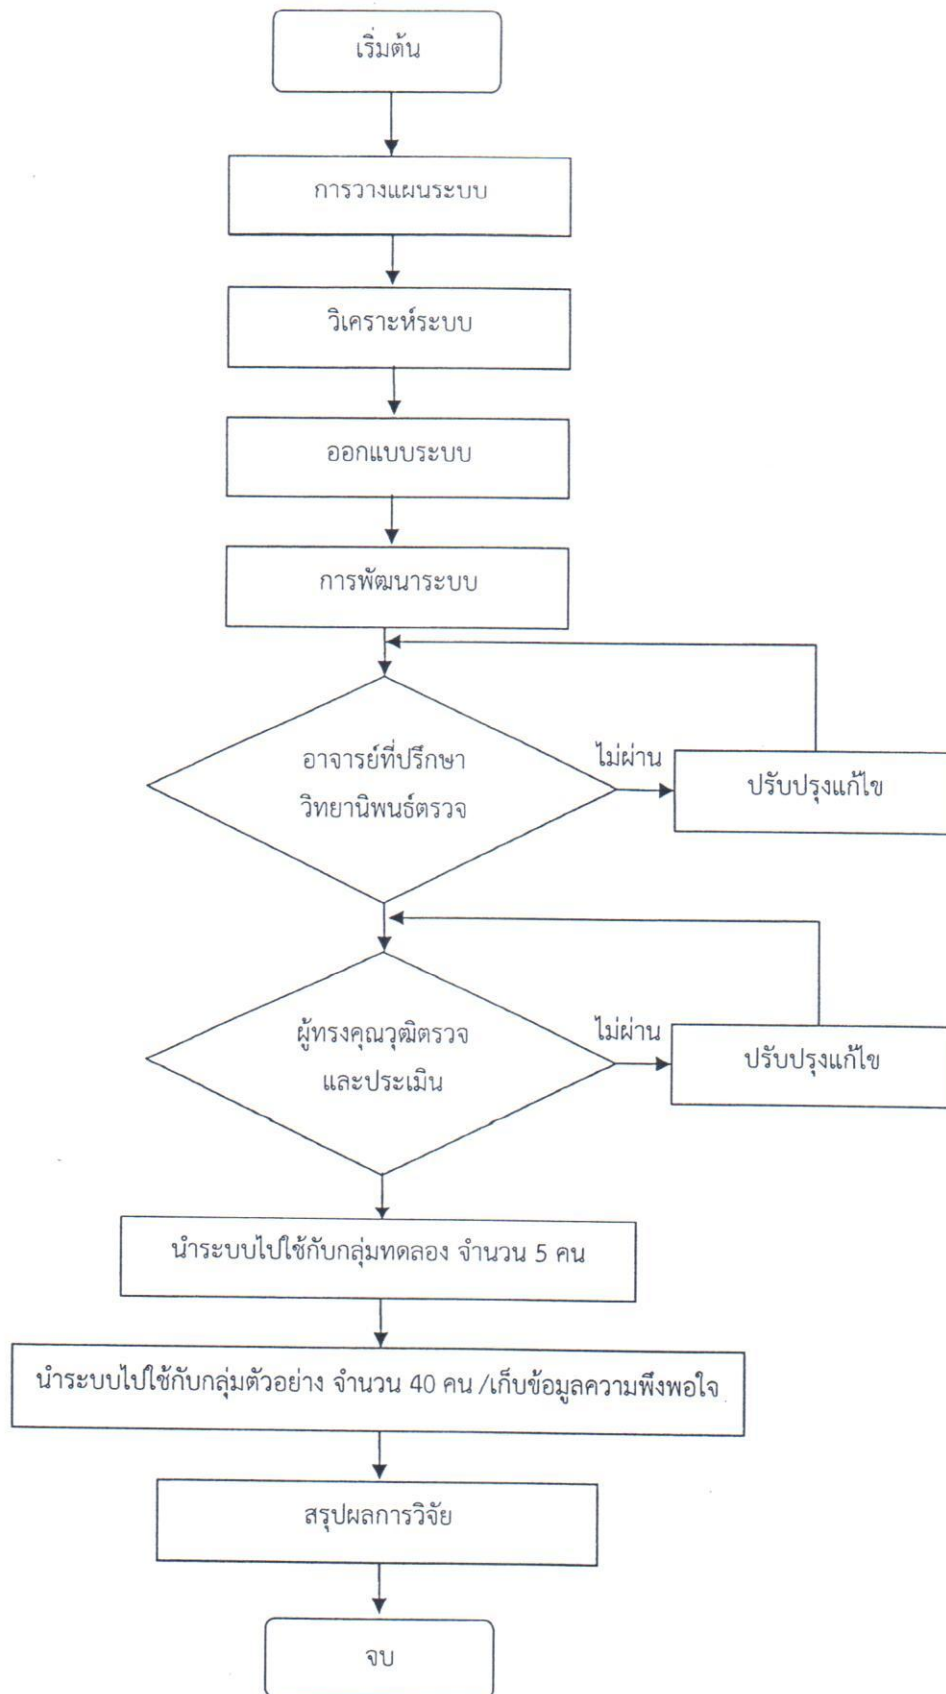 เริ่มต้น
การวางแผนระบบ
วิเคราะห์ระบบ
ออกแบบระบบ
การพัฒนาระบบ
อาจารย์ที่ปรึกษา
วิทยานิพนธ์ตรวจ
ไม่ผ่าน
ปรับปรุงแก้ไข
ผู้ทรงคุณวุฒิตรวจ
และประเมิน
ไม่ผ่าน
ปรับปรุงแก้ไข
นำระบบไปใช้กับกลุ่มทดลอง จำนวน 5 คน
นำระบบไปใช้กับกลุ่มตัวอย่าง จำนวน 40 คน /เก็บข้อมูลความพึงพอใจ
สรุปผลการวิจัย
จบ